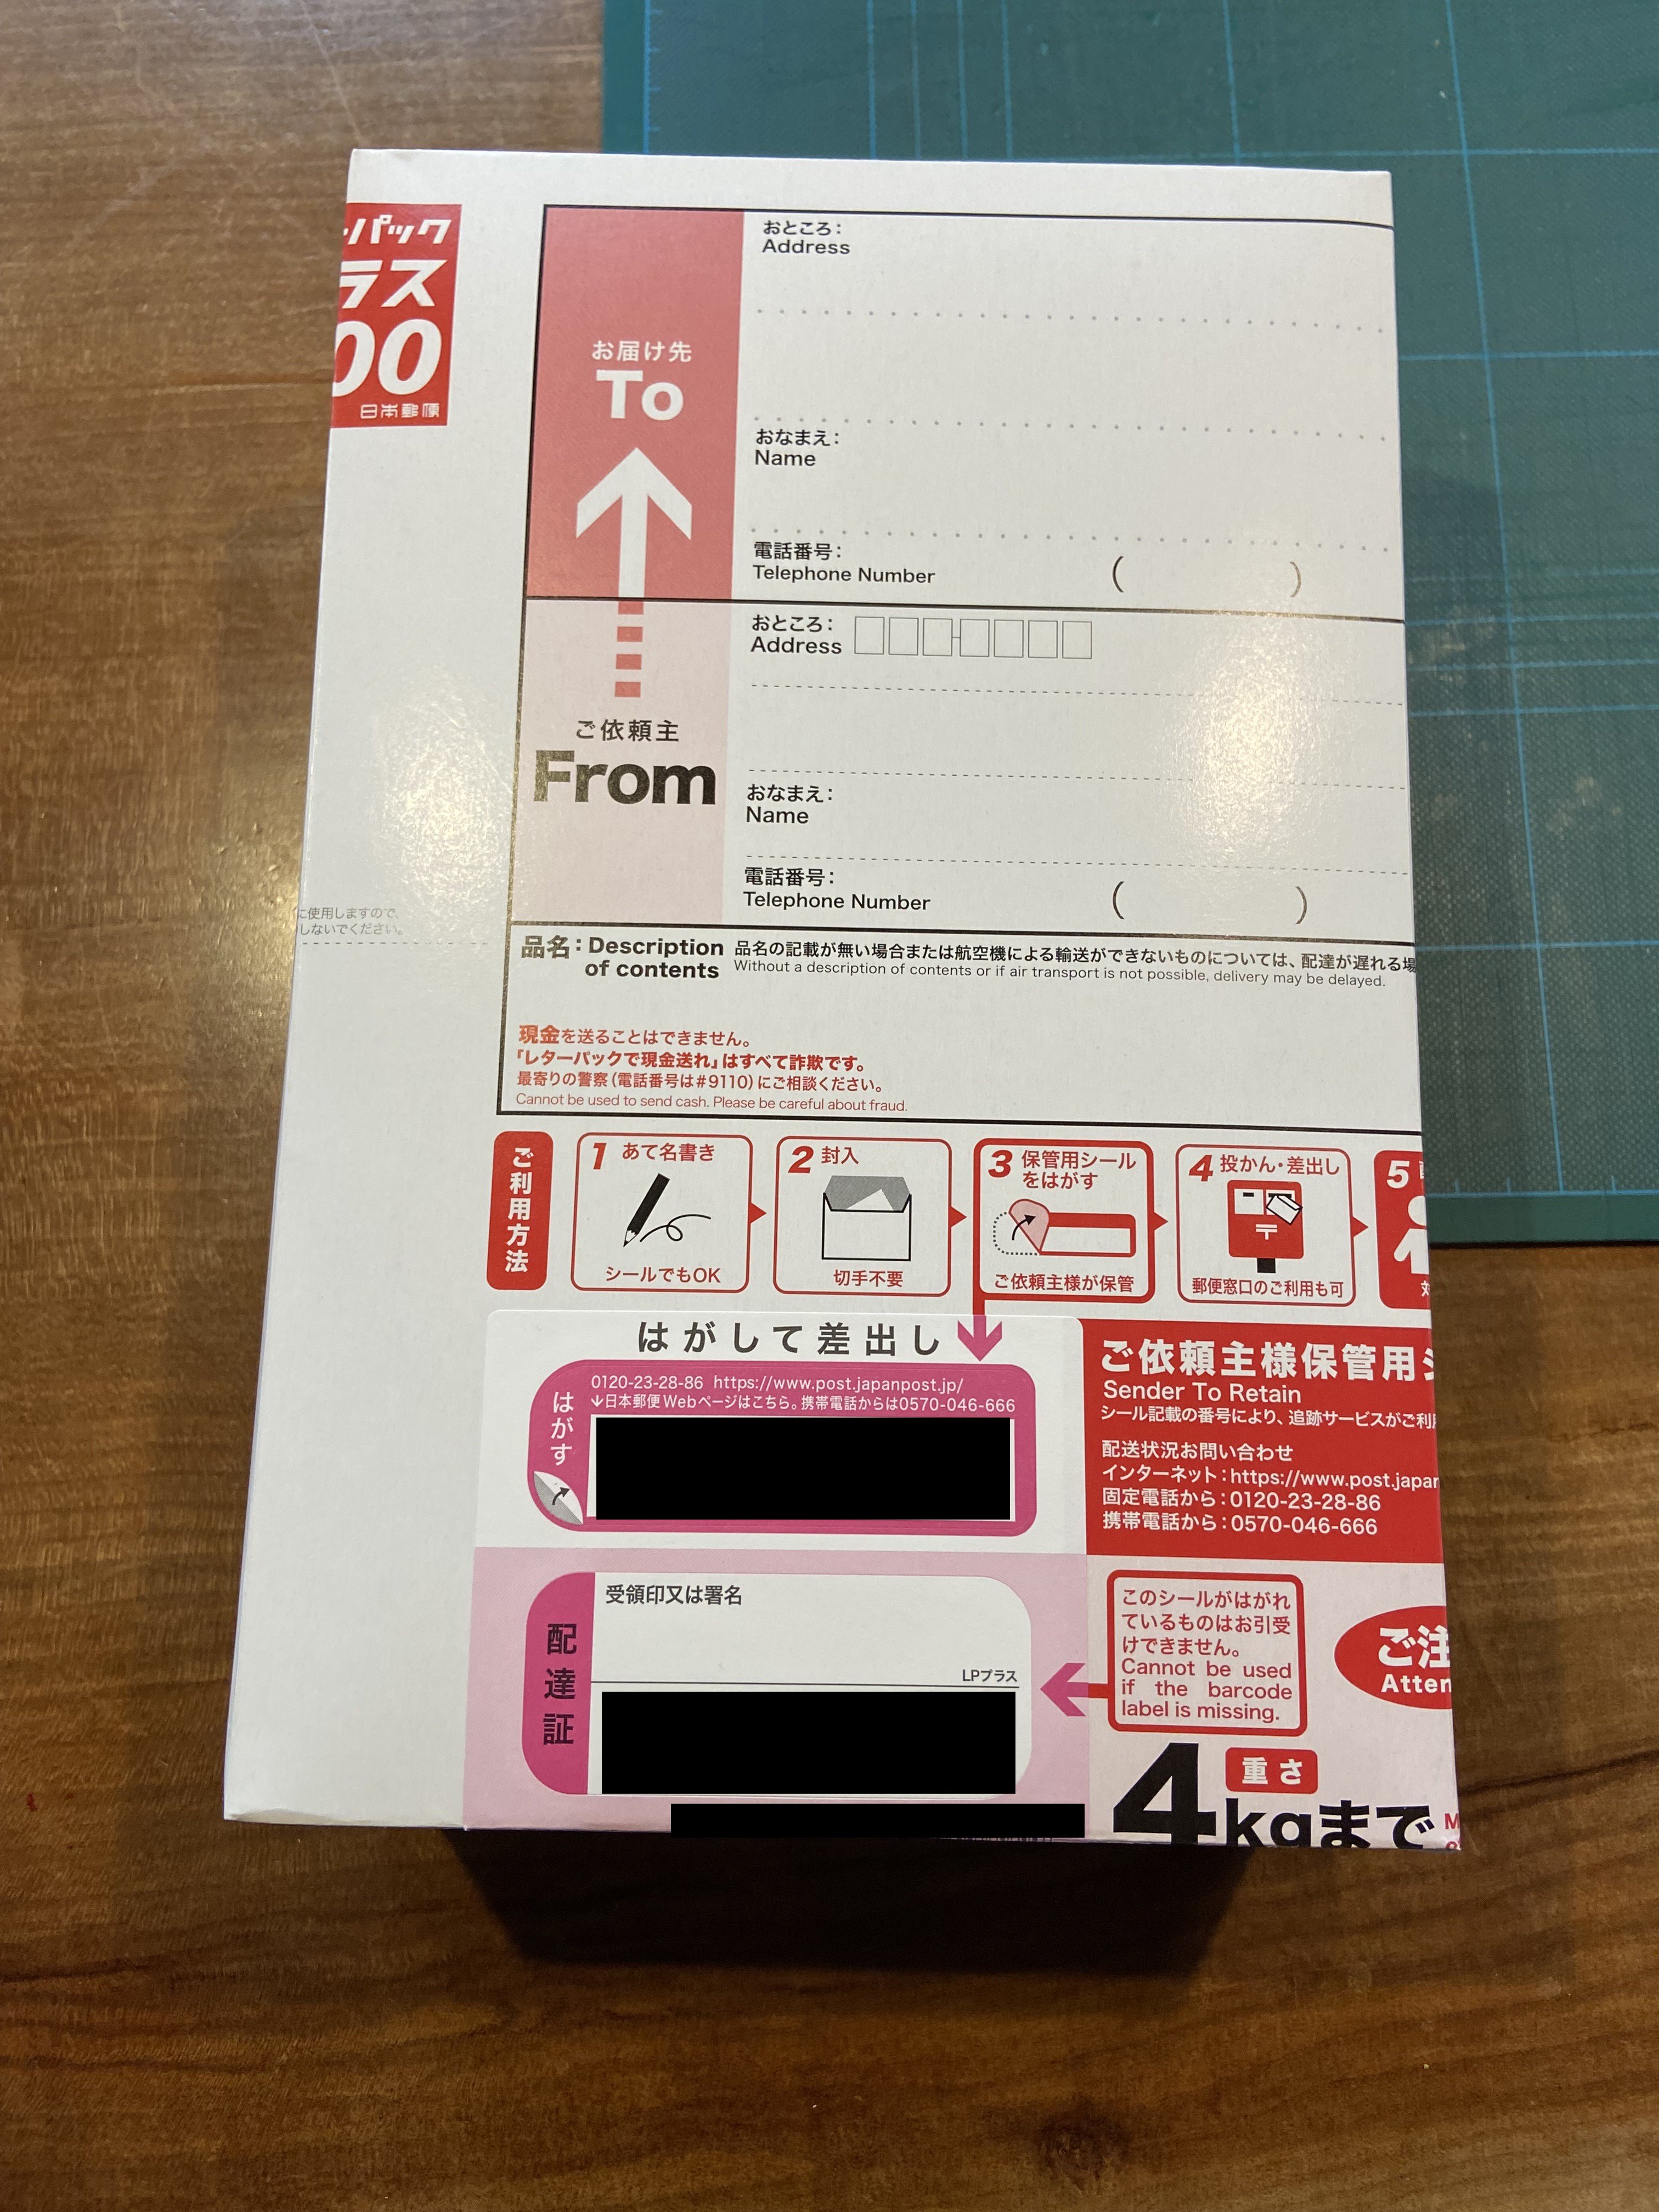 ーパック
ラス
00
日本郵便
お届け先
To
おところ：
Address
おなまえ：
Name
電話番号：
Telephone Number ( )
ご依頼主
From
おところ：
Address
おなまえ：
Name
電話番号：
Telephone Number ( )
に使用しますので、
しないでください。
品名：Description
of contents
品名の記載が無い場合または航空機による輸送ができないものについては、配達が遅れる場
Without a description of contents or if air transport is not possible, delivery may be delayed.
現金を送ることはできません。
「レターパックで現金送れ」はすべて詐欺です。
最寄りの警察（電話番号は#9110）にご相談ください。
Cannot be used to send cash. Please be careful about fraud.
ご利用方法
1 あて名書き
シールでもOK
2 封入
切手不要
3 保管用シール
をはがす
ご依頼主様が保管
4 投かん・差出し
〒
郵便窓口のご利用も可
5
はがして差出し
はがす
0120-23-28-86 https://www.post.japanpost.jp/
↓日本郵便Webページはこちら。携帯電話からは0570-046-666
ご依頼主様保管用シ
Sender To Retain
シール記載の番号により、追跡サービスがご利
配送状況お問い合わせ
インターネット：https://www.post.japan
固定電話から：0120-23-28-86
携帯電話から：0570-046-666
配達証
受領印又は署名
LPプラス
このシールがはがれ
ているものはお引受
けできません。
Cannot be used
if the barcode
label is missing.
ご注
Atten
重さ
4kgまで